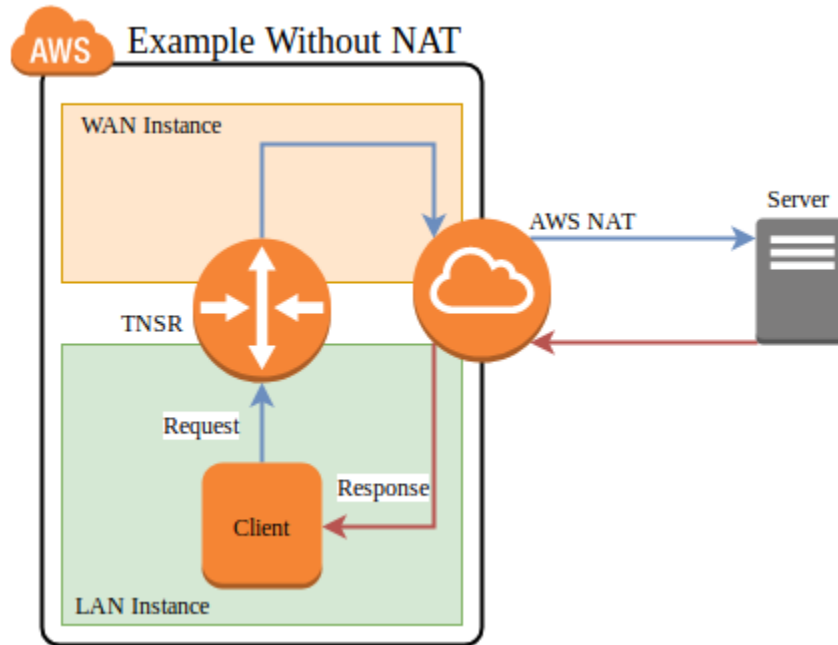 AWS
Example Without NAT
WAN Instance
AWS NAT
Server
TNSR
Request
Response
Client
LAN Instance